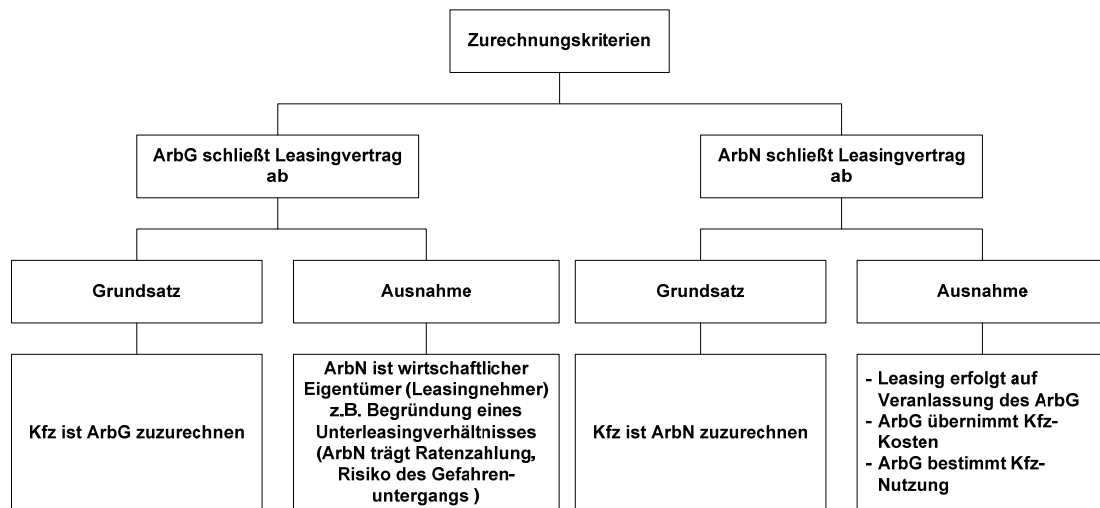 Zurechnungskriterien
ArbG schließt Leasingvertrag
ab
ArbN schließt Leasingvertrag
ab
Grundsatz
Ausnahme
Grundsatz
Ausnahme
Kfz ist ArbG zuzurechnen
ArbN ist wirtschaftlicher
Eigentümer (Leasingnehmer)
z.B. Begründung eines
Unterleasingverhältnisses
(ArbN trägt Ratenzahlung,
Risiko des Gefahren-
untergangs )
Kfz ist ArbN zuzurechnen
- Leasing erfolgt auf
Veranlassung des ArbG
- ArbG übernimmt Kfz-
Kosten
- ArbG bestimmt Kfz-
Nutzung